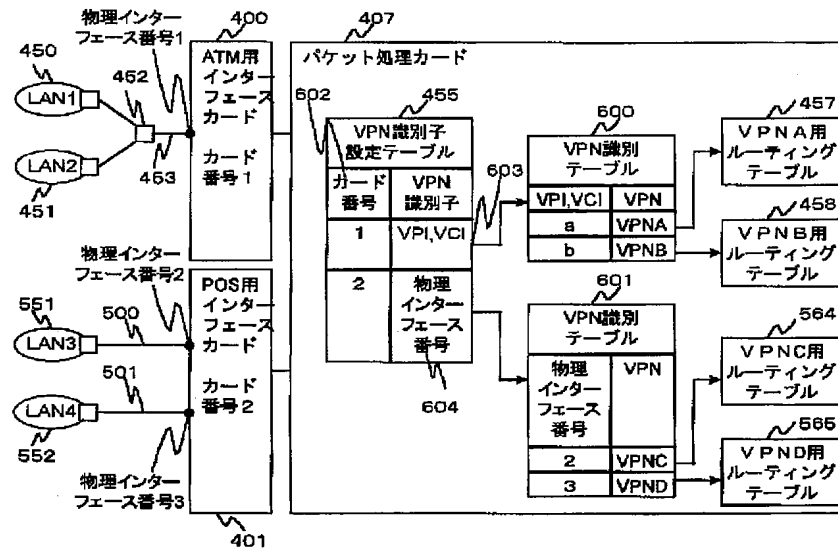 物理インター
フェース番号1
450
LAN1
462
453
LAN2
451
400
ATM用
インター
フェース
カード
カード
番号1
407
パケット処理カード
602
455
VPN識別子
設定テーブル
カード
番号
VPN
識別子
1
VPI,VCI
2
物理
インター
フェース
番号
603
604
600
VPN識別
テーブル
VPI,VCI
VPN
a
VPNA
b
VPNB
457
VPNA用
ルーティング
テーブル
458
VPNB用
ルーティング
テーブル
物理インター
フェース番号2
551
LAN3
500
501
LAN4
552
物理インター
フェース番号3
POS用
インター
フェース
カード
カード
番号2
401
601
VPN識別
テーブル
物理
インター
フェース
番号
VPN
2
VPNC
3
VPND
564
VPNC用
ルーティング
テーブル
565
VPND用
ルーティング
テーブル